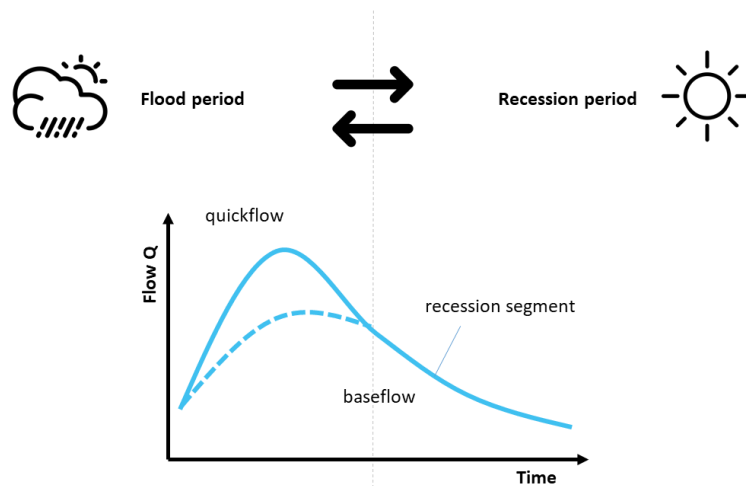 Flood period
Recession period
quickflow
Flow Q
recession segment
baseflow
Time